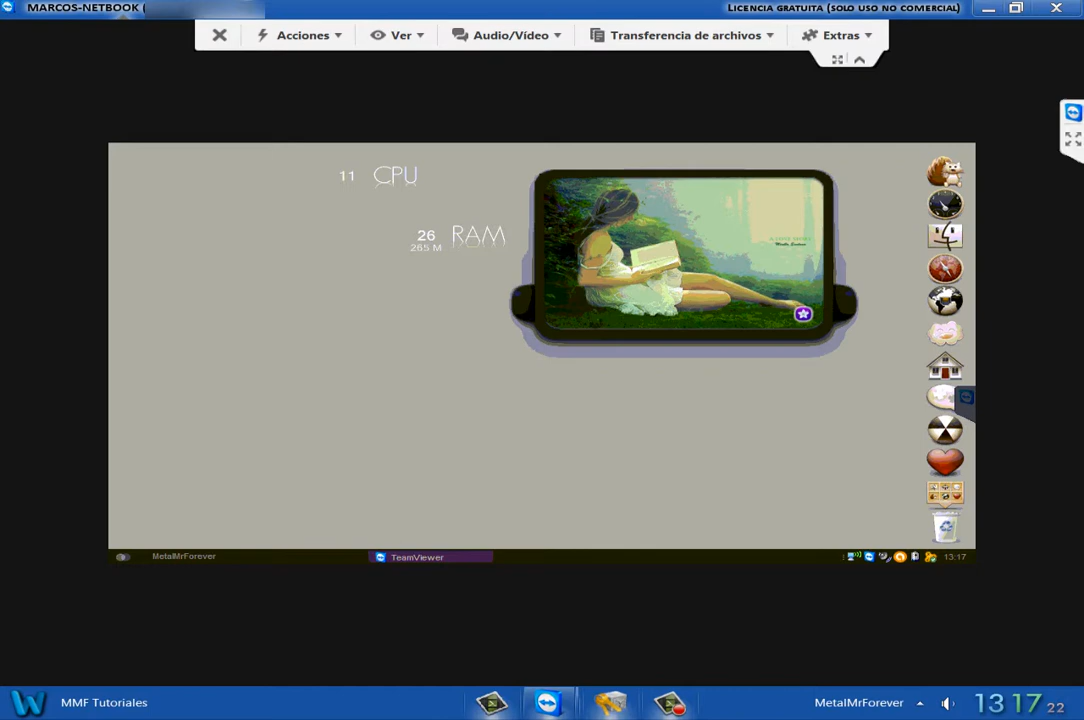 MARCOS-NETBOOK (
LICENCIA GRATUITA (SOLO USO NO COMERCIAL)
Acciones
Ver
Audio/Vídeo
Transferencia de archivos
Extras
11 CPU
26 RAM
265 M
MetalMrForever
TeamViewer
13:17
MMF Tutoriales
MetalMrForever
13 17 22